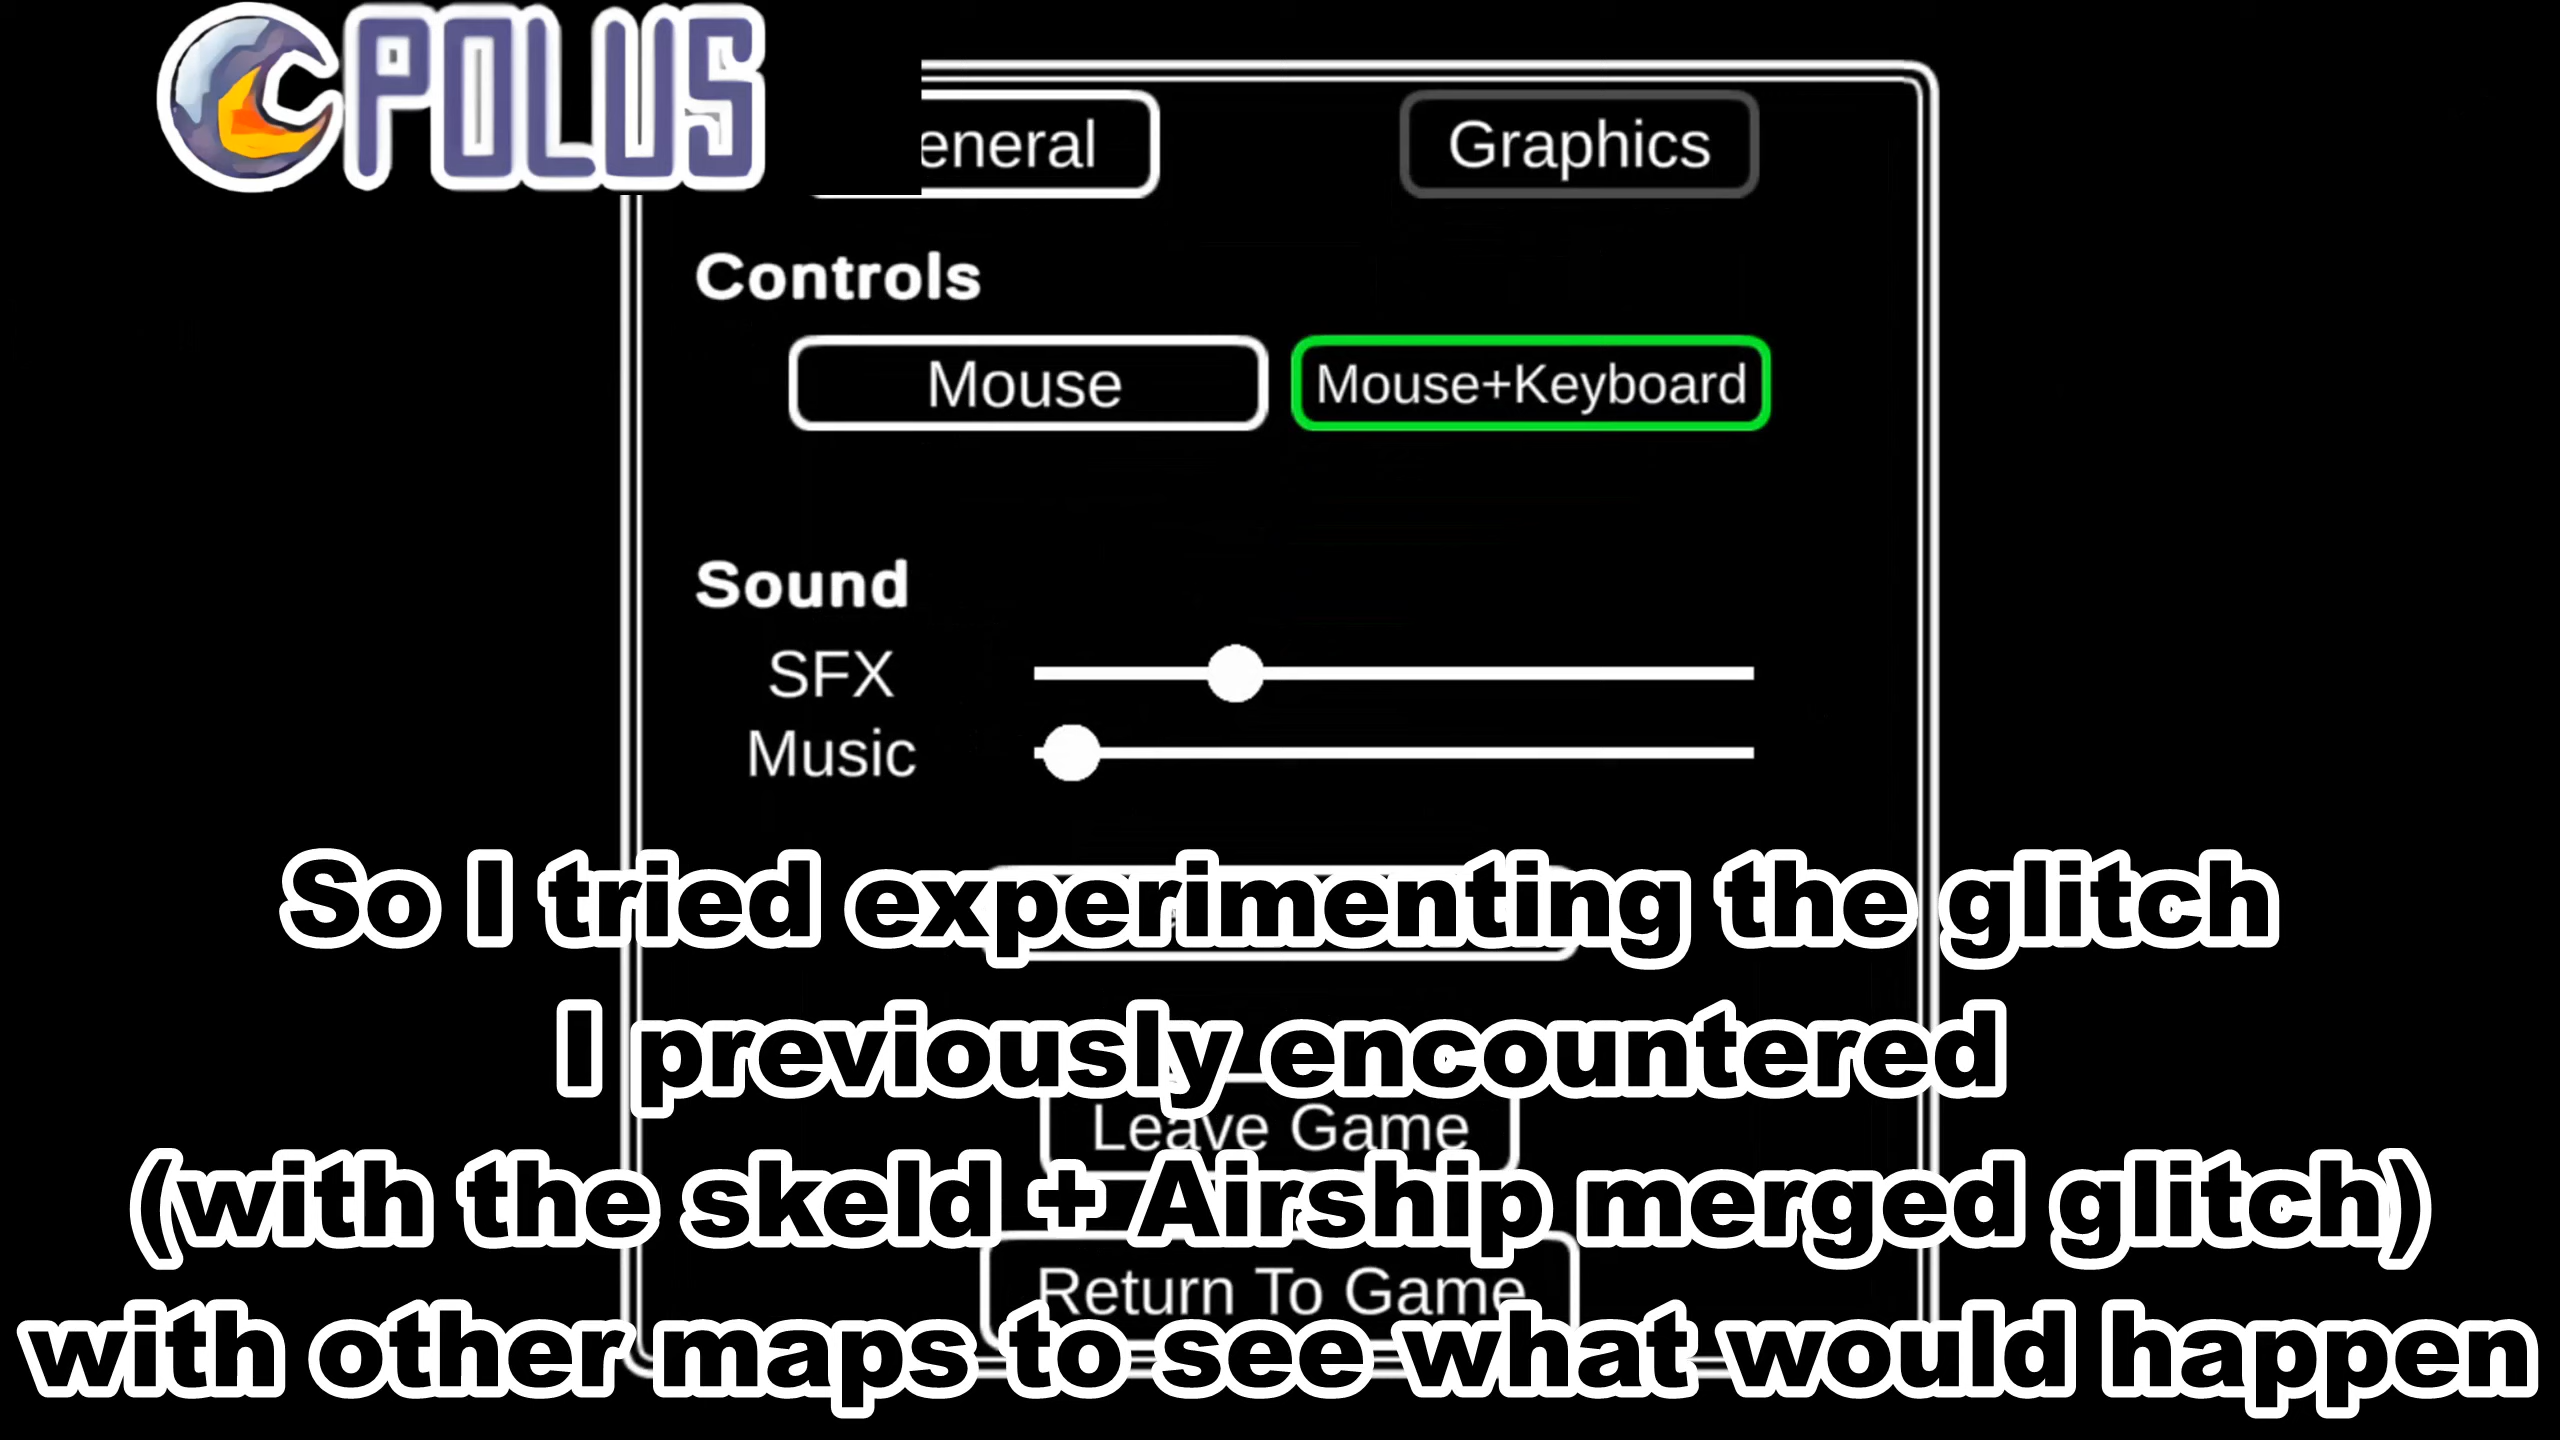 POLUS
eneral
Graphics
Controls
Mouse
Mouse+Keyboard
Sound
SFX
Music
So I tried experimenting the glitch
I previously encountered
Leave Game
(with the skeld + Airship merged glitch)
Return To Game
with other maps to see what would happen